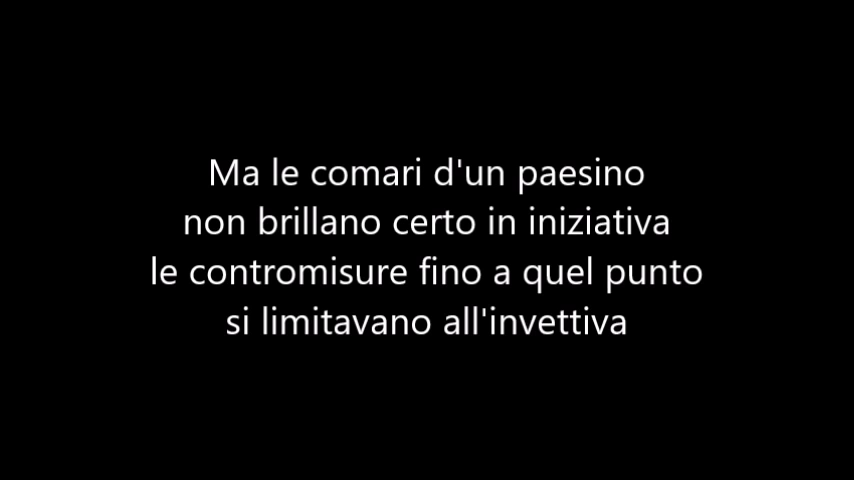 Ma le comari d'un paesino
non brillano certo in iniziativa
le contromisure fino a quel punto
si limitavano all'invettiva